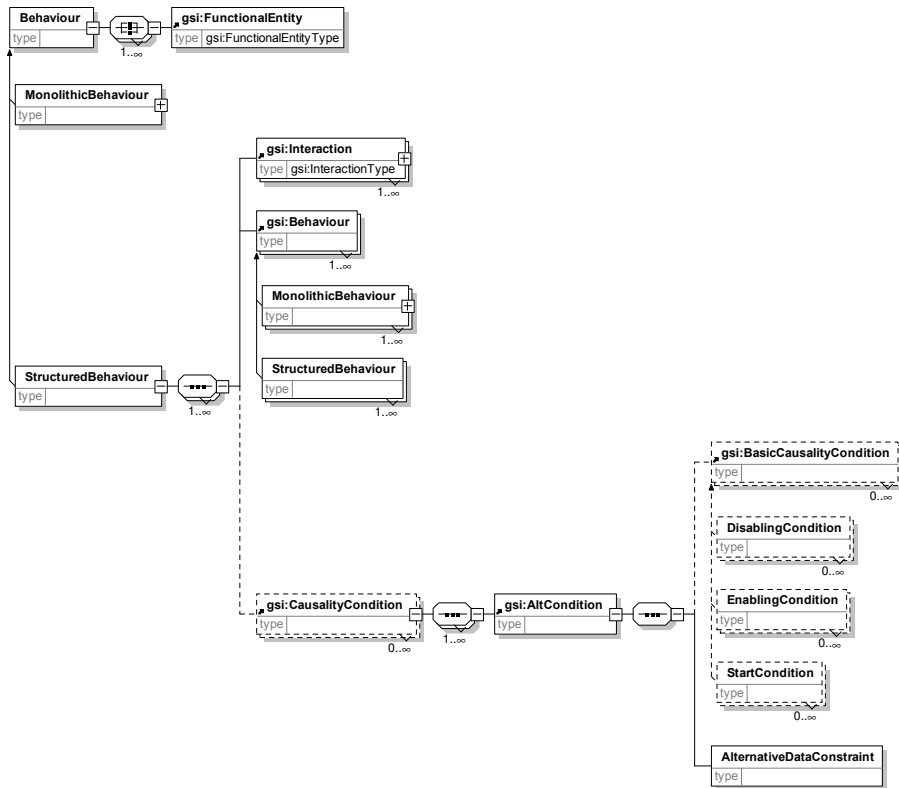 Behaviour
type
1..∞
gsi:FunctionalEntity
type gsi:FunctionalEntityType
MonolithicBehaviour
type
gsi:Interaction
type gsi:InteractionType
1..∞
gsi:Behaviour
type
1..∞
MonolithicBehaviour
type
1..∞
StructuredBehaviour
type
1..∞
StructuredBehaviour
type
1..∞
gsi:BasicCausalityCondition
type
0..∞
DisablingCondition
type
0..∞
gsi:CausalityCondition
type
0..∞
1..∞
gsi:AltCondition
type
EnablingCondition
type
0..∞
StartCondition
type
0..∞
AlternativeDataConstraint
type